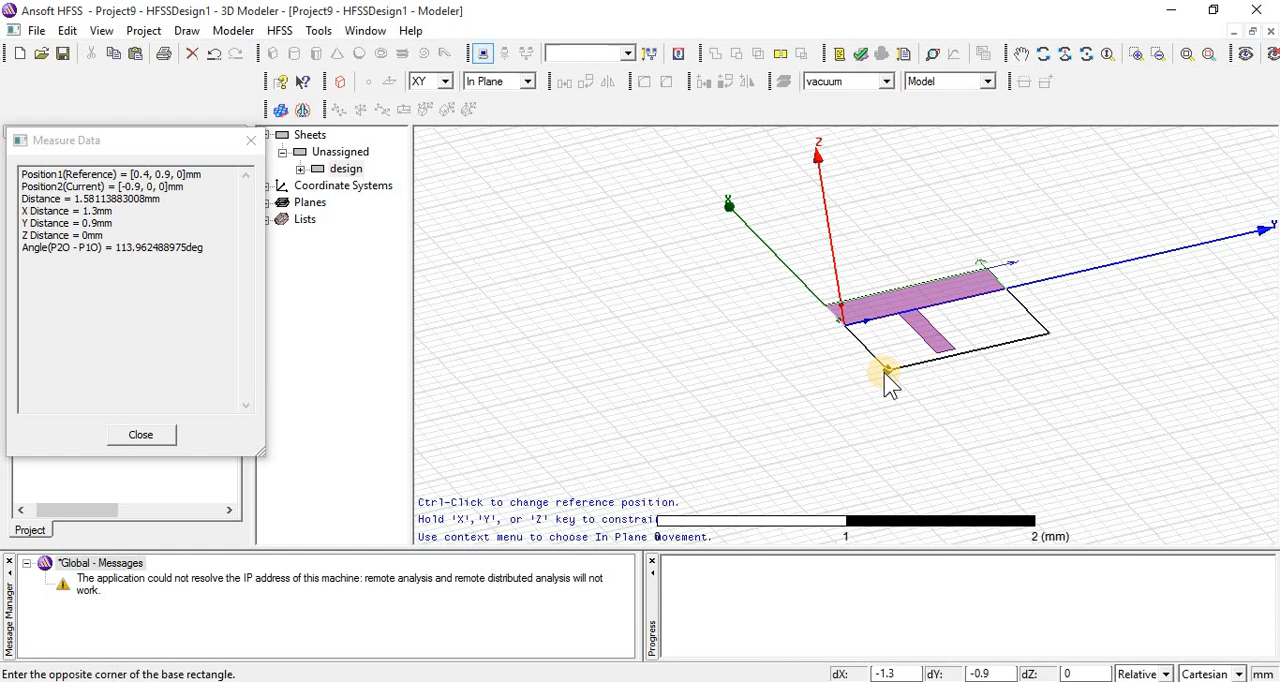 Ansoft HFSS - Project9 - HFSSDesign1 - 3D Modeler - [Project9 - HFSSDesign1 - Modeler]
File Edit View Project Draw Modeler HFSS Tools Window Help
XY In Plane vacuum Model
Measure Data
Position1(Reference) = [0.4, 0.9, 0]mm
Position2(Current) = [-0.9, 0, 0]mm
Distance = 1.58113883008mm
X Distance = 1.3mm
Y Distance = 0.9mm
Z Distance = 0mm
Angle(P2O - P1O) = 113.962488975deg
Close
Project
Sheets
Unassigned
design
Coordinate Systems
Planes
Lists
Z
X
Y
Ctrl-Click to change reference position.
Hold 'X','Y', or 'Z' key to constrai
Use context menu to choose In Plane movement.
0 1 2 (mm)
Message Manager
*Global - Messages
The application could not resolve the IP address of this machine: remote analysis and remote distributed analysis will not
work.
Progress
Enter the opposite corner of the base rectangle.
dX: -1.3 dY: -0.9 dZ: 0 Relative Cartesian mm